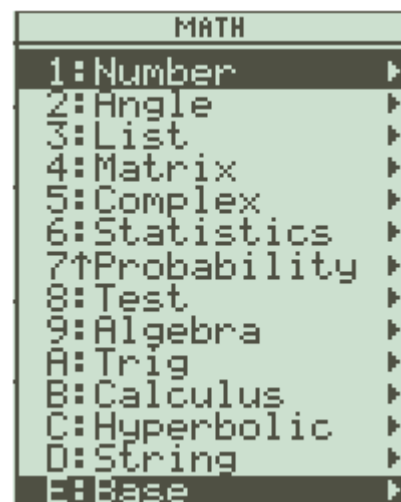 MATH
1:Number
2:Angle
3:List
4:Matrix
5:Complex
6:Statistics
7↑Probability
8:Test
9:Algebra
A:Trig
B:Calculus
C:Hyperbolic
D:String
E:Base